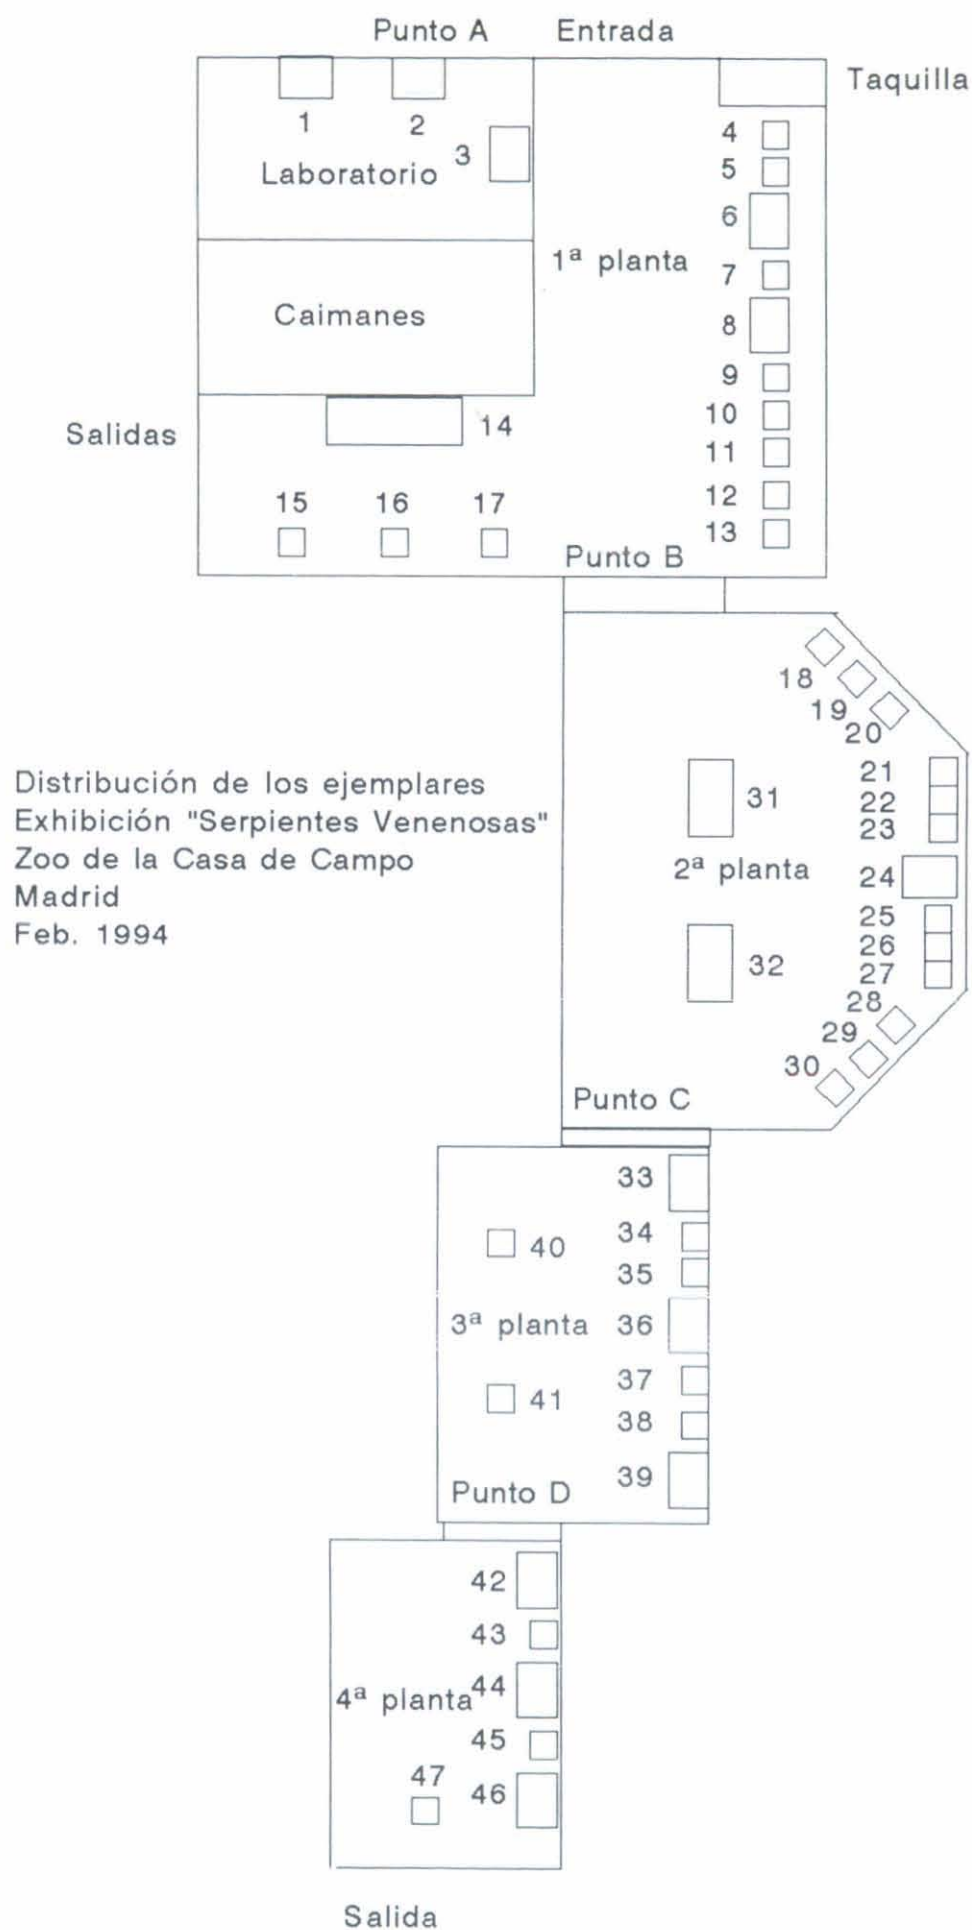 Punto A
Entrada
Taquilla
1
2
3
Laboratorio
4
5
6
1ª planta
7
Caimanes
8
9
10
14
Salidas
11
12
15
16
17
13
Punto B
18
19
20
21
31
22
23
2ª planta
24
Distribución de los ejemplares
Exhibición "Serpientes Venenosas"
Zoo de la Casa de Campo
Madrid
Feb. 1994
25
26
32
27
28
29
30
Punto C
33
34
40
35
3ª planta
36
37
41
38
39
Punto D
42
43
44
4ª planta
45
47
46
Salida